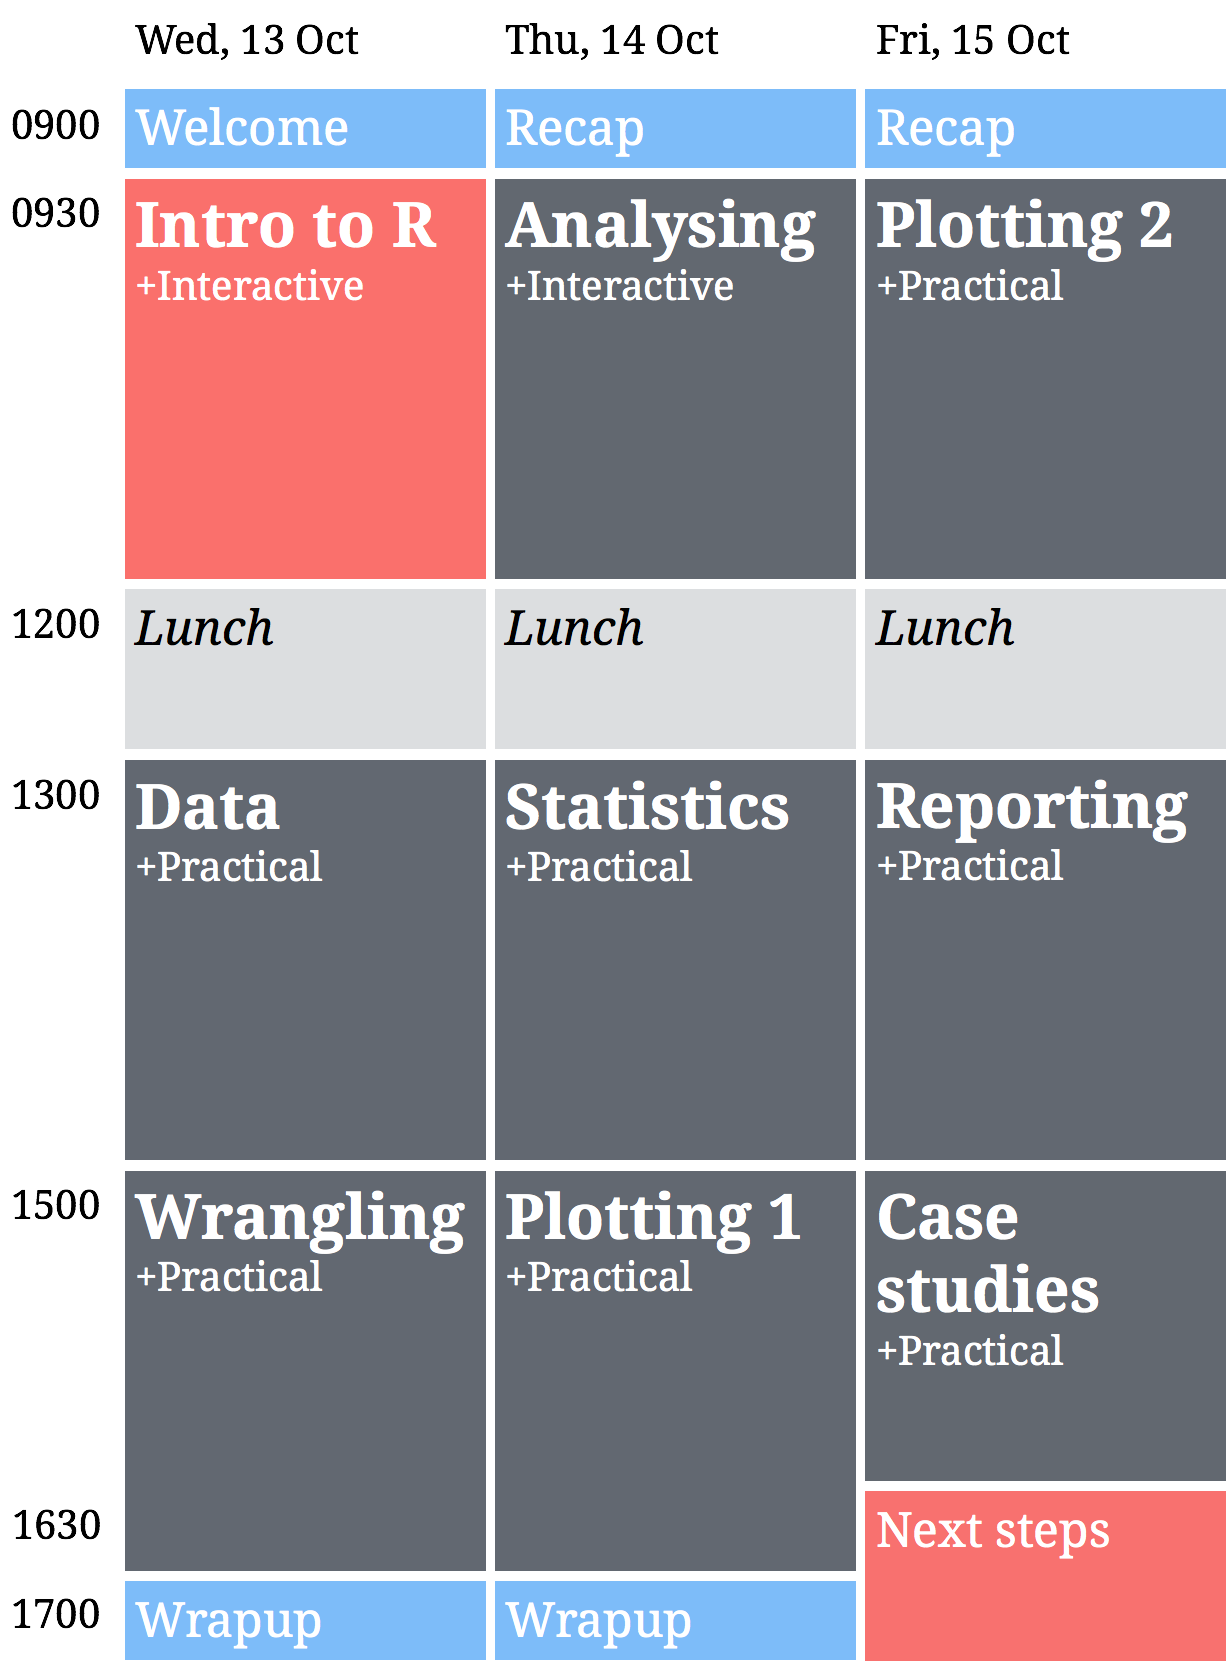 Wed, 13 Oct
Thu, 14 Oct
Fri, 15 Oct
0900
Welcome
Recap
Recap
0930
Intro to R
+Interactive
Analysing
+Interactive
Plotting 2
+Practical
1200
Lunch
Lunch
Lunch
1300
Data
+Practical
Statistics
+Practical
Reporting
+Practical
1500
Wrangling
+Practical
Plotting 1
+Practical
Case
studies
+Practical
1630
Next steps
1700
Wrapup
Wrapup